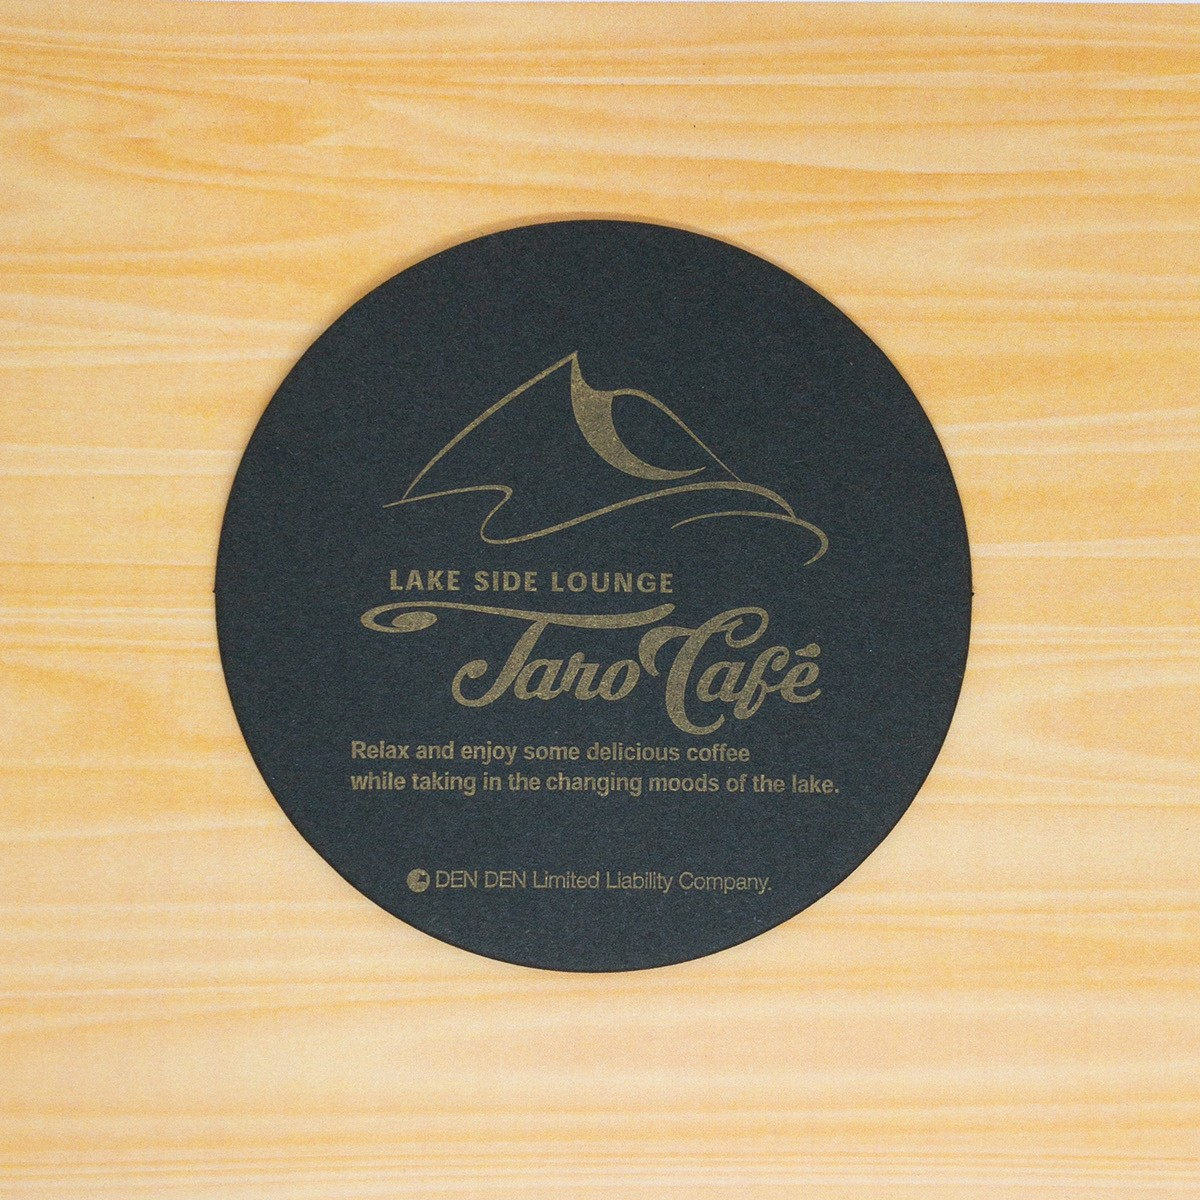 LAKE SIDE LOUNGE
Taro Café
Relax and enjoy some delicious coffee
while taking in the changing moods of the lake.
DEN DEN Limited Liability Company.